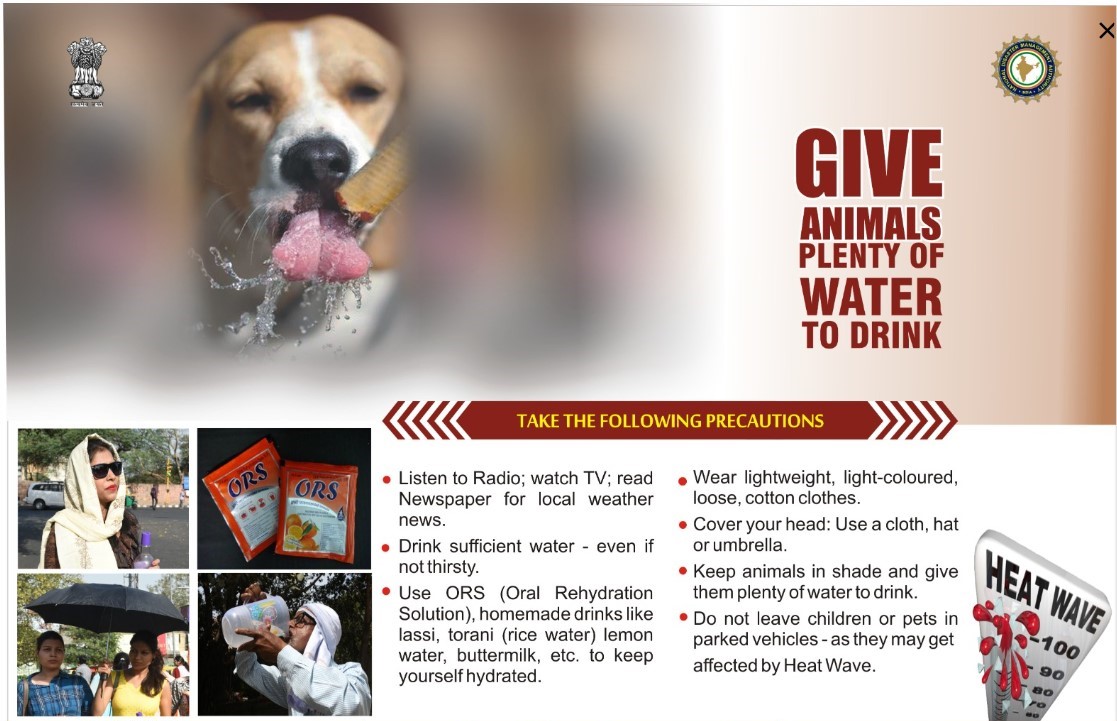 GIVE
ANIMALS
PLENTY OF
WATER
TO DRINK
TAKE THE FOLLOWING PRECAUTIONS
ORS
ORS
Listen to Radio; watch TV; read
Newspaper for local weather
news.
Drink sufficient water - even if
not thirsty.
Use ORS (Oral Rehydration
Solution), homemade drinks like
lassi, torani (rice water) lemon
water, buttermilk, etc. to keep
yourself hydrated.
Wear lightweight, light-coloured,
loose, cotton clothes.
Cover your head: Use a cloth, hat
or umbrella.
Keep animals in shade and give
them plenty of water to drink.
Do not leave children or pets in
parked vehicles - as they may get
affected by Heat Wave.
HEAT WAVE
100
90
80
70